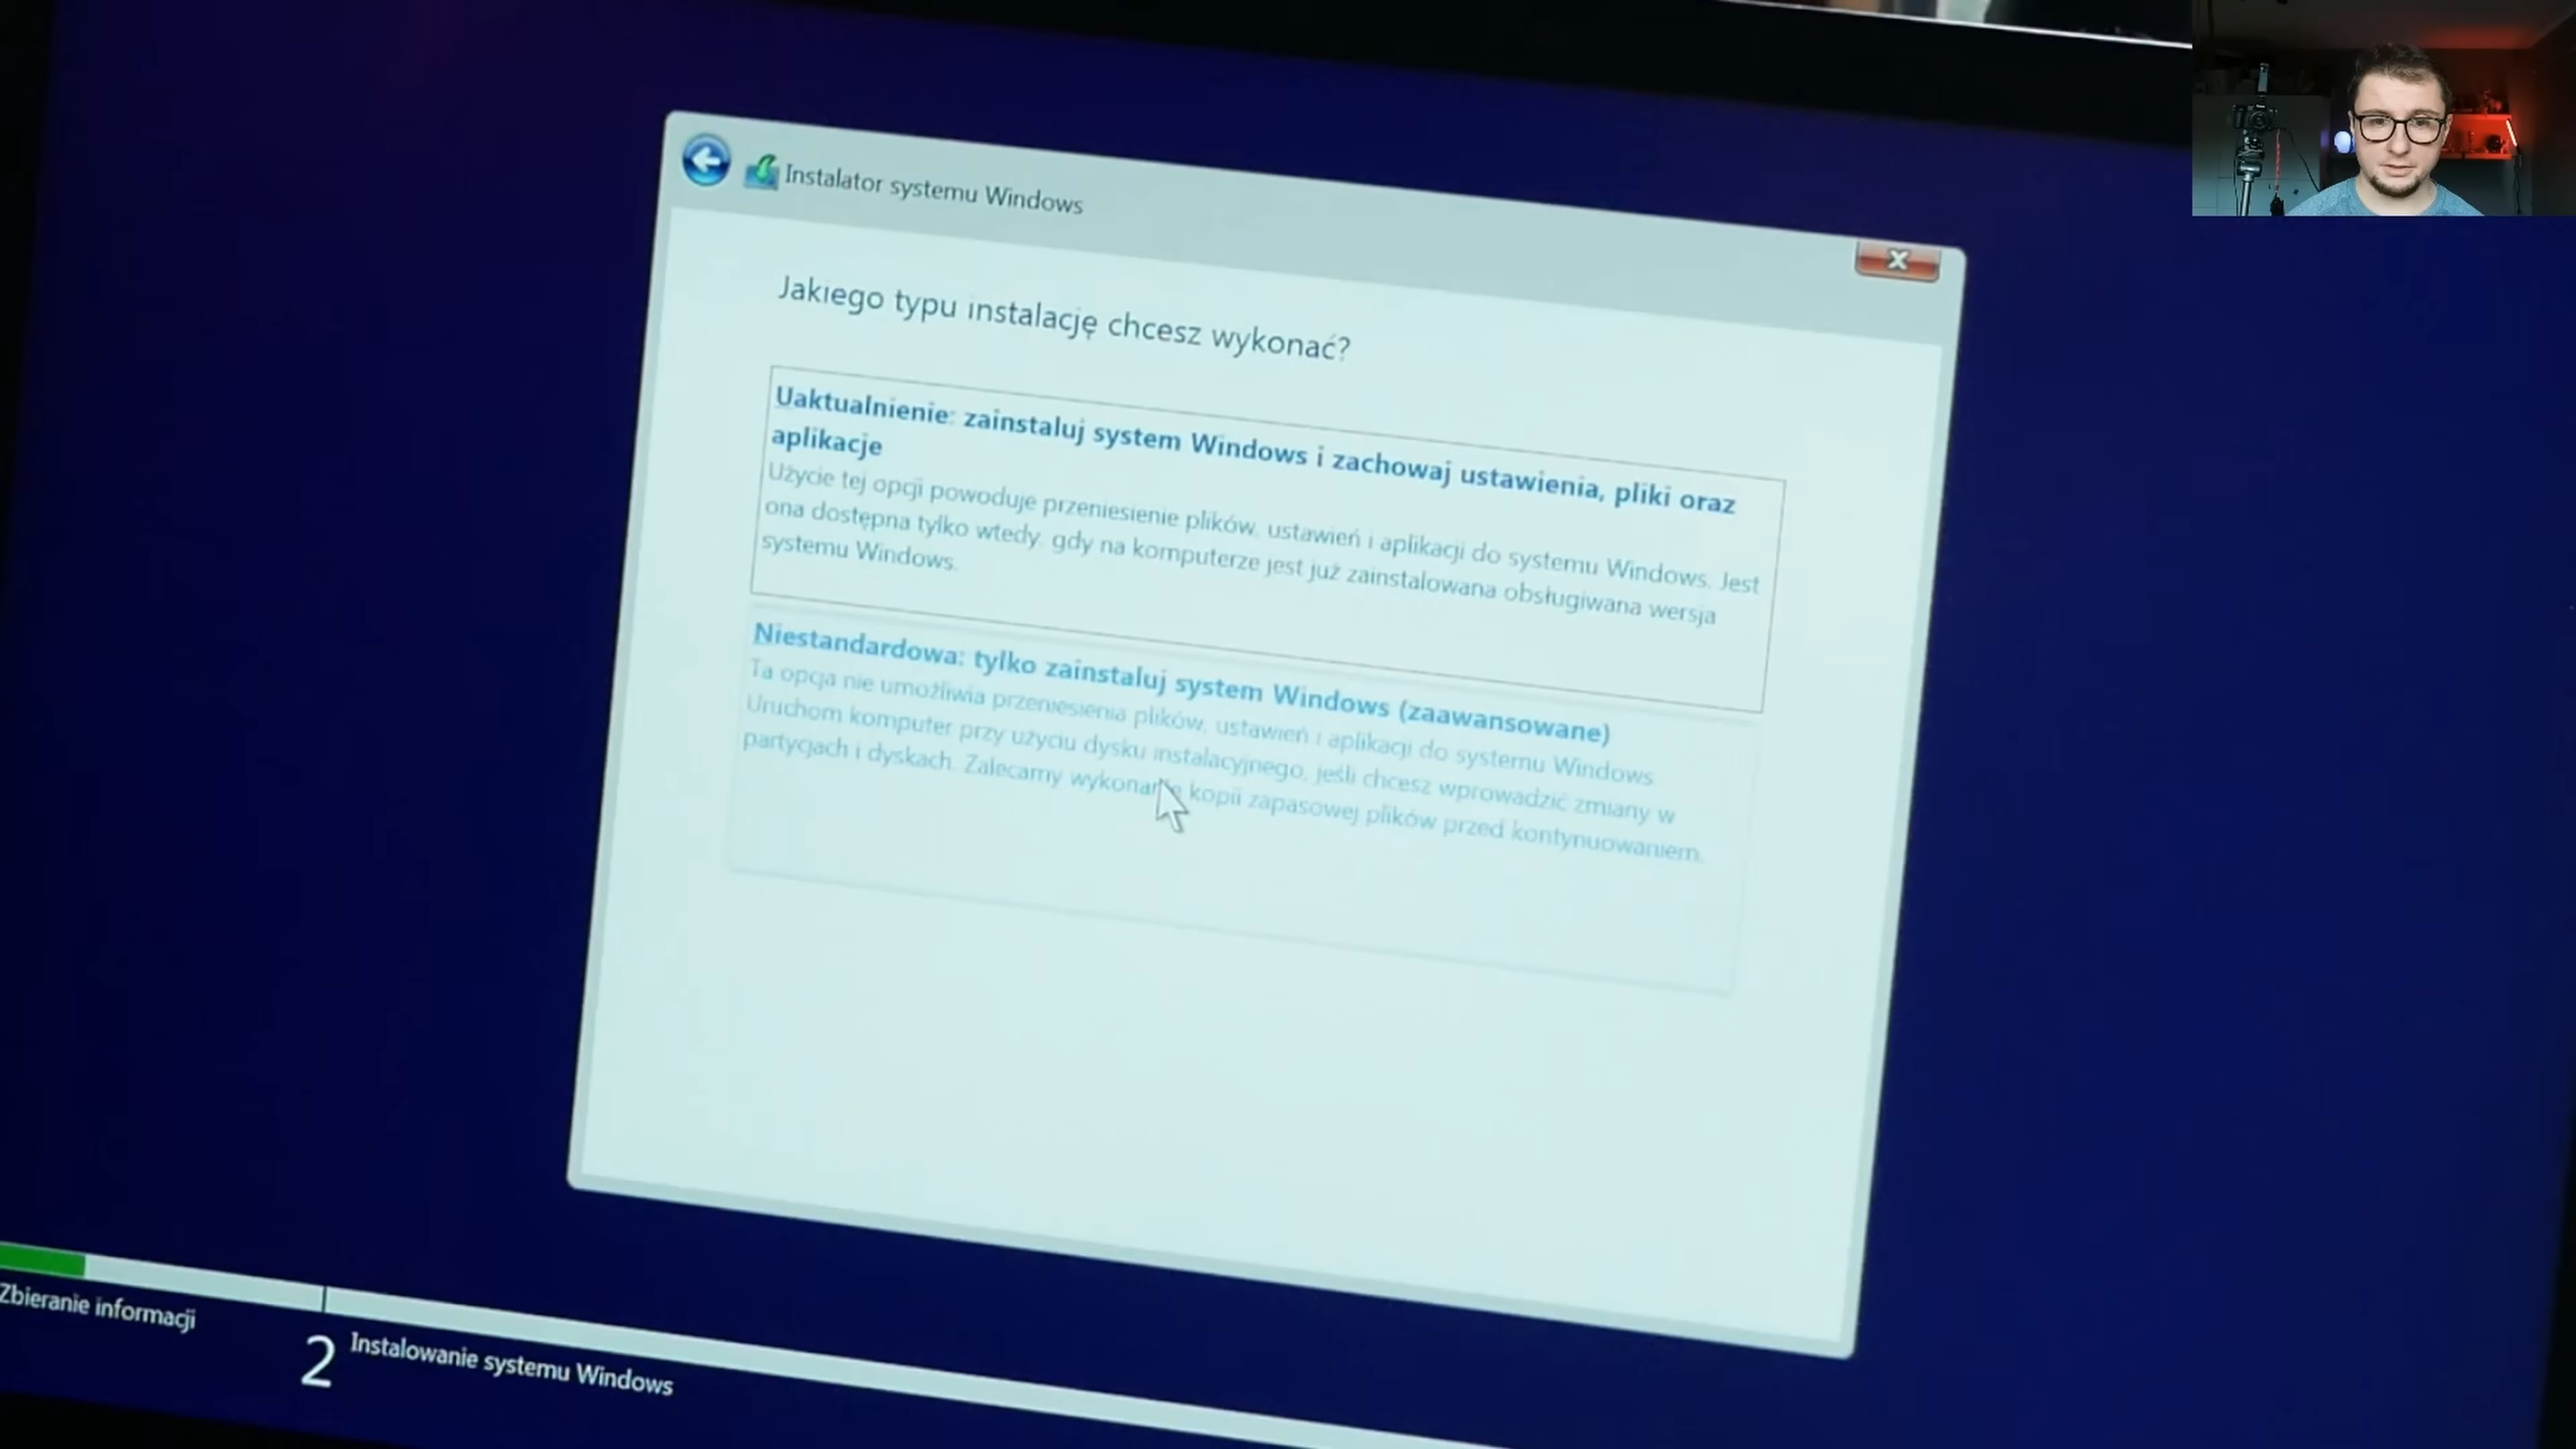 Instalator systemu Windows
Jakiego typu instalację chcesz wykonać?
Uaktualnienie: zainstaluj system Windows i zachowaj ustawienia, pliki oraz
aplikacje
Użycie tej opcji powoduje przeniesienie plików, ustawień i aplikacji do systemu Windows. Jest
ona dostępna tylko wtedy, gdy na komputerze jest już zainstalowana obsługiwana wersja
systemu Windows.
Niestandardowa: tylko zainstaluj system Windows (zaawansowane)
Ta opcja nie umożliwia przeniesienia plików, ustawień i aplikacji do systemu Windows.
Uruchom komputer przy użyciu dysku instalacyjnego, jeśli chcesz wprowadzić zmiany w
partycjach i dyskach. Zalecamy wykonanie kopii zapasowej plików przed kontynuowaniem.
Zbieranie informacji
2 Instalowanie systemu Windows